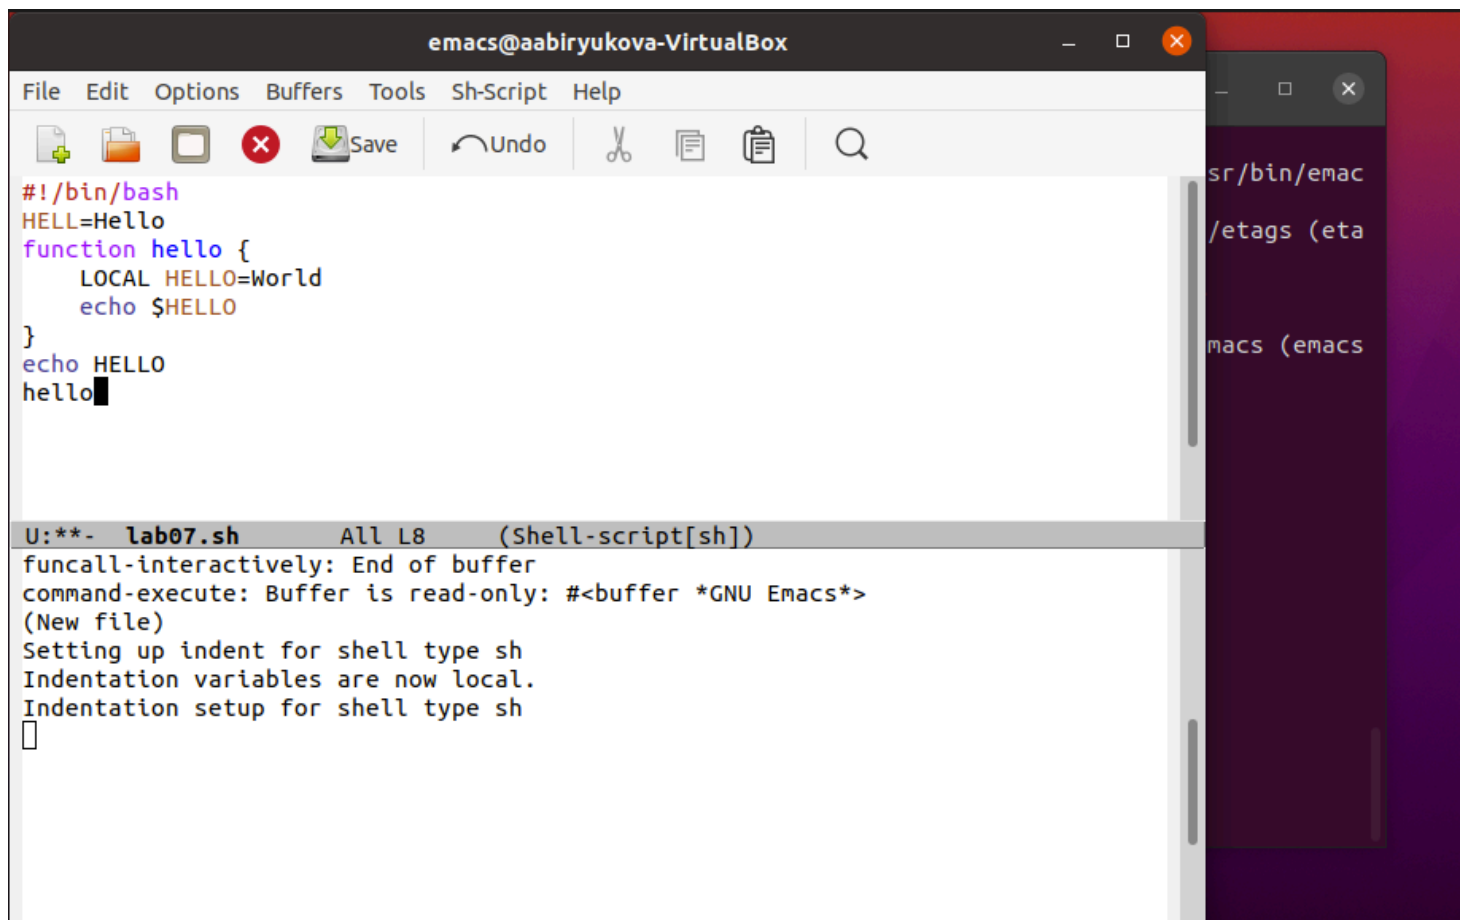 emacs@aabiryukova-VirtualBox
File Edit Options Buffers Tools Sh-Script Help
Save Undo
#!/bin/bash
HELL=Hello
function hello {
    LOCAL HELLO=World
    echo $HELLO
}
echo HELLO
hello
U:**- lab07.sh All L8 (Shell-script[sh])
funcall-interactively: End of buffer
command-execute: Buffer is read-only: #<buffer *GNU Emacs*>
(New file)
Setting up indent for shell type sh
Indentation variables are now local.
Indentation setup for shell type sh
sr/bin/emac
/etags (eta
macs (emacs